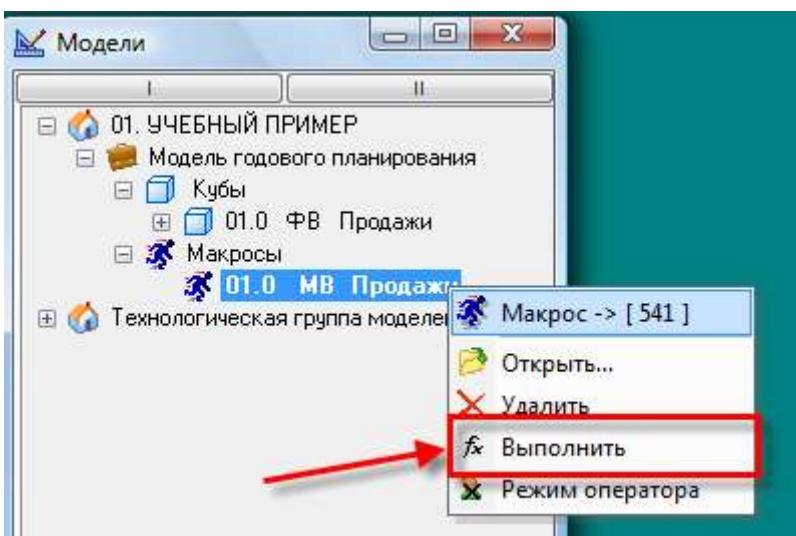 Модели
I II
01. УЧЕБНЫЙ ПРИМЕР
Модель годового планирования
Кубы
01.0 ФВ Продажи
Макросы
01.0 МВ Продажи
Технологическая группа моделей
Макрос -> [ 541 ]
Открыть...
Удалить
fx Выполнить
Режим оператора